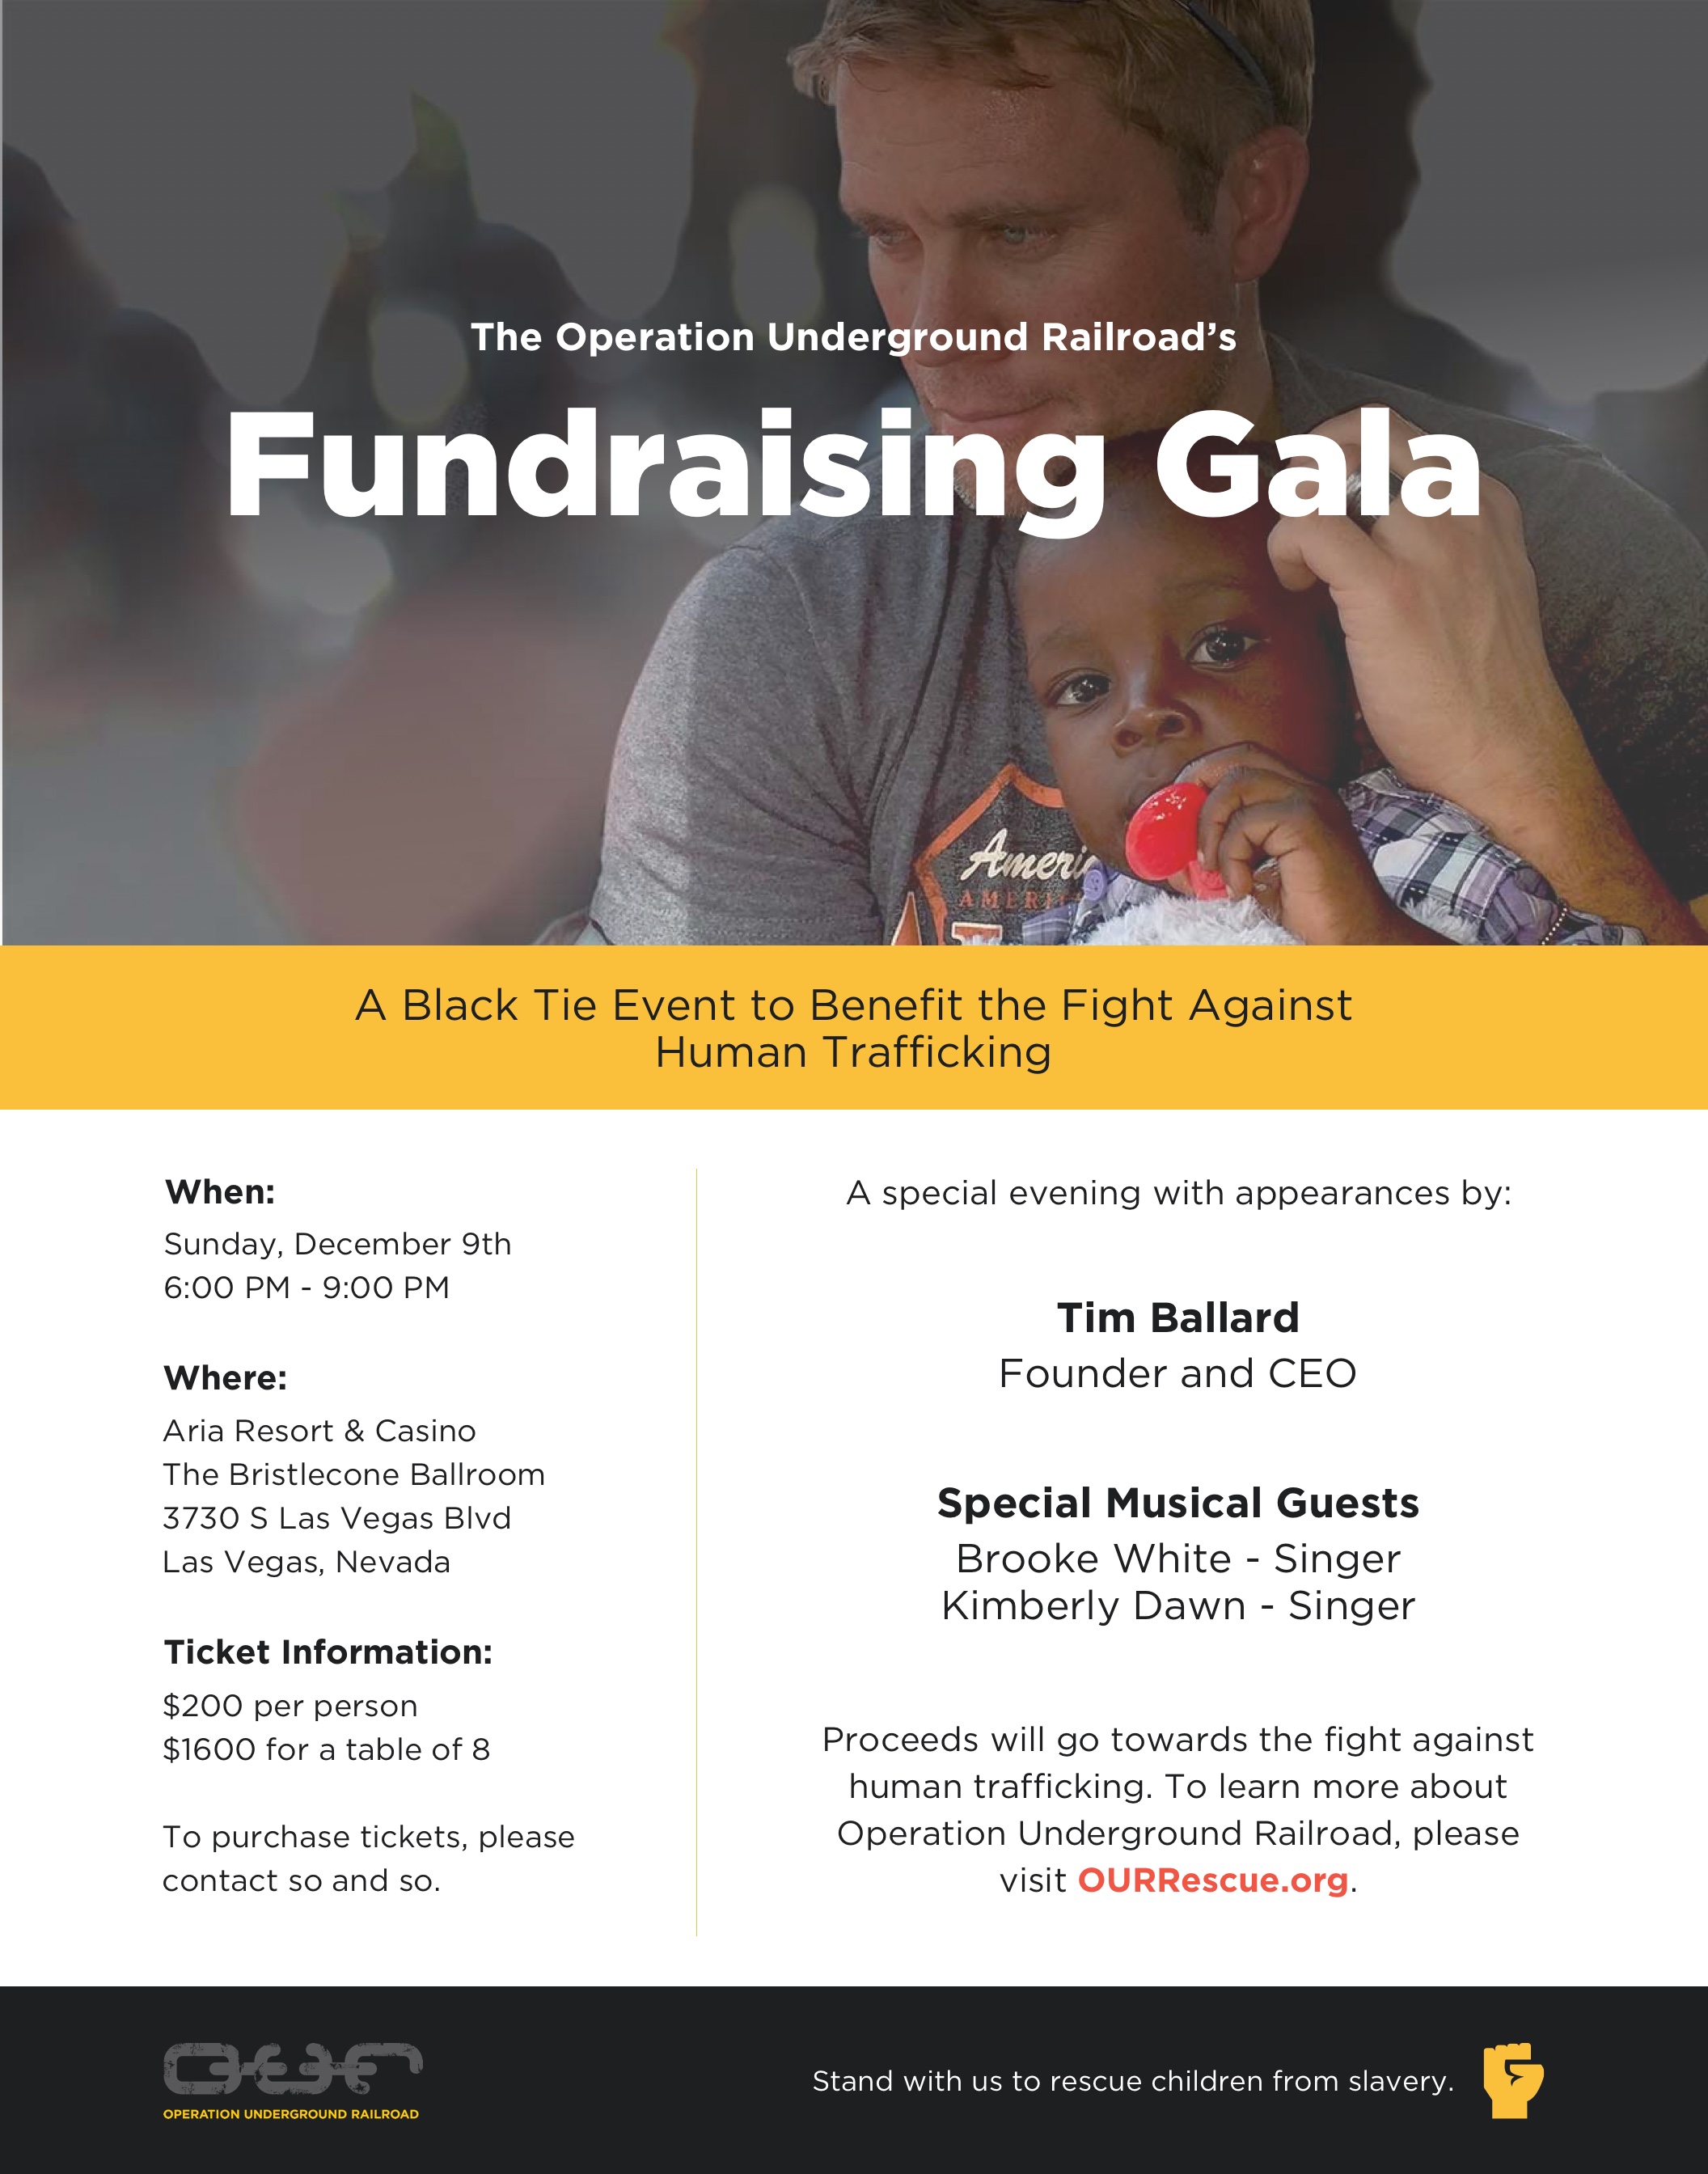 The Operation Underground Railroad’s
Fundraising Gala
Ameri
AMERI
A Black Tie Event to Benefit the Fight Against
Human Trafficking
When:
Sunday, December 9th
6:00 PM - 9:00 PM
Where:
Aria Resort & Casino
The Bristlecone Ballroom
3730 S Las Vegas Blvd
Las Vegas, Nevada
Ticket Information:
$200 per person
$1600 for a table of 8
To purchase tickets, please
contact so and so.
A special evening with appearances by:
Tim Ballard
Founder and CEO
Special Musical Guests
Brooke White - Singer
Kimberly Dawn - Singer
Proceeds will go towards the fight against
human trafficking. To learn more about
Operation Underground Railroad, please
visit OURRescue.org.
our
OPERATION UNDERGROUND RAILROAD
Stand with us to rescue children from slavery.